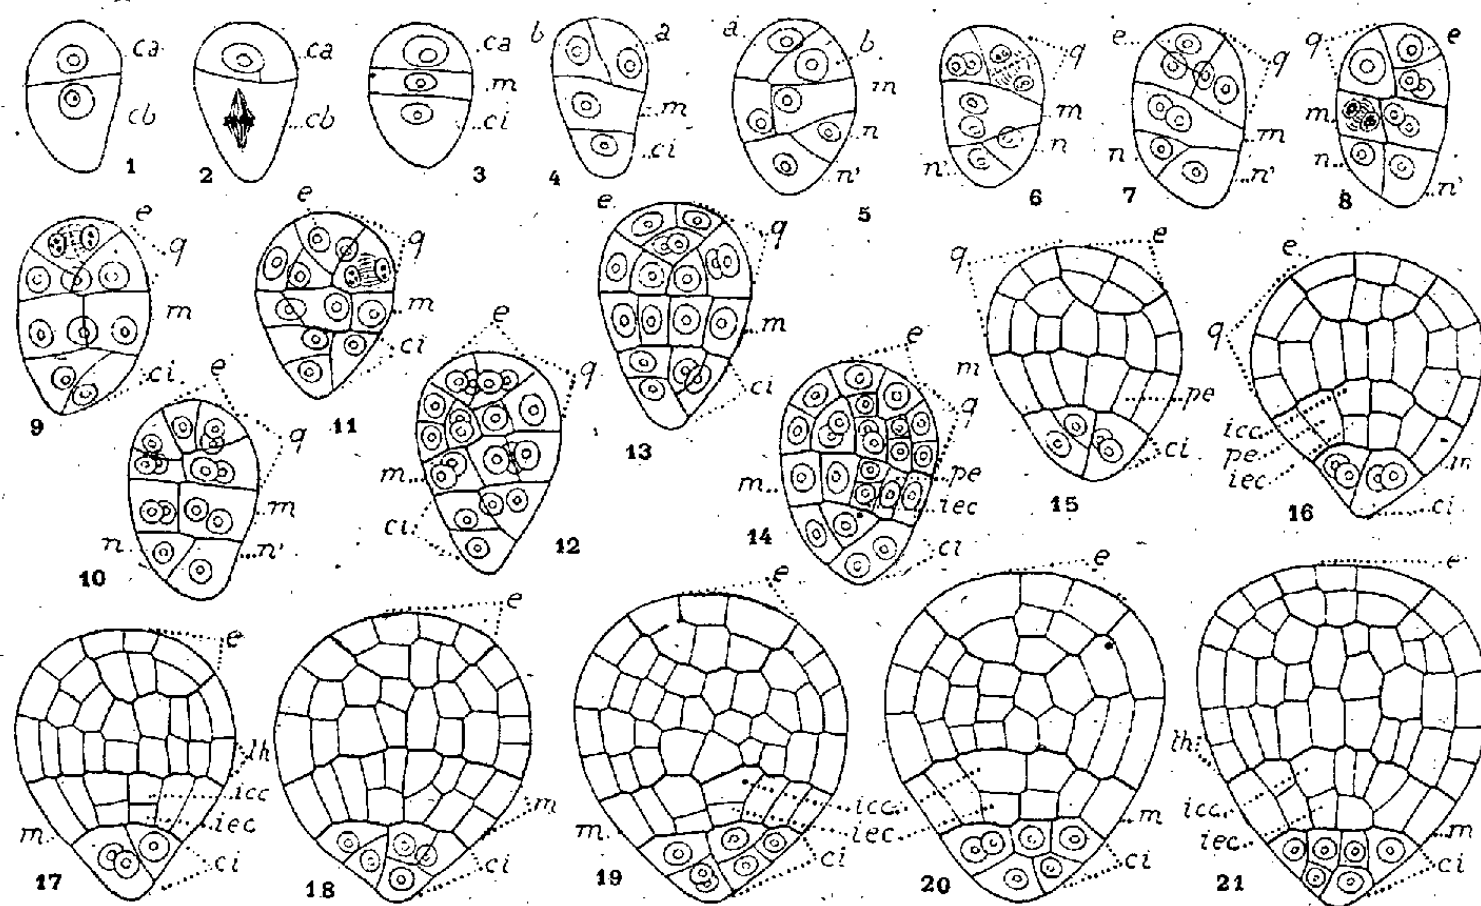 ca ca ca b a a b q e q q e
cb cb m ci m ci m n n' m n n' m n n' m n n'
1 2 3 4 5 6 7 8
e q m ci e q m ci e q m ci
9 11 13
e q m n n' e q m ci e q m pe iec ci
10 12 14
q e m pe ci e q icc pe iec m ci
15 16
e lh icc iec m ci e m ci e icc iec m ci e m ci e lh icc iec m ci
17 18 19 20 21